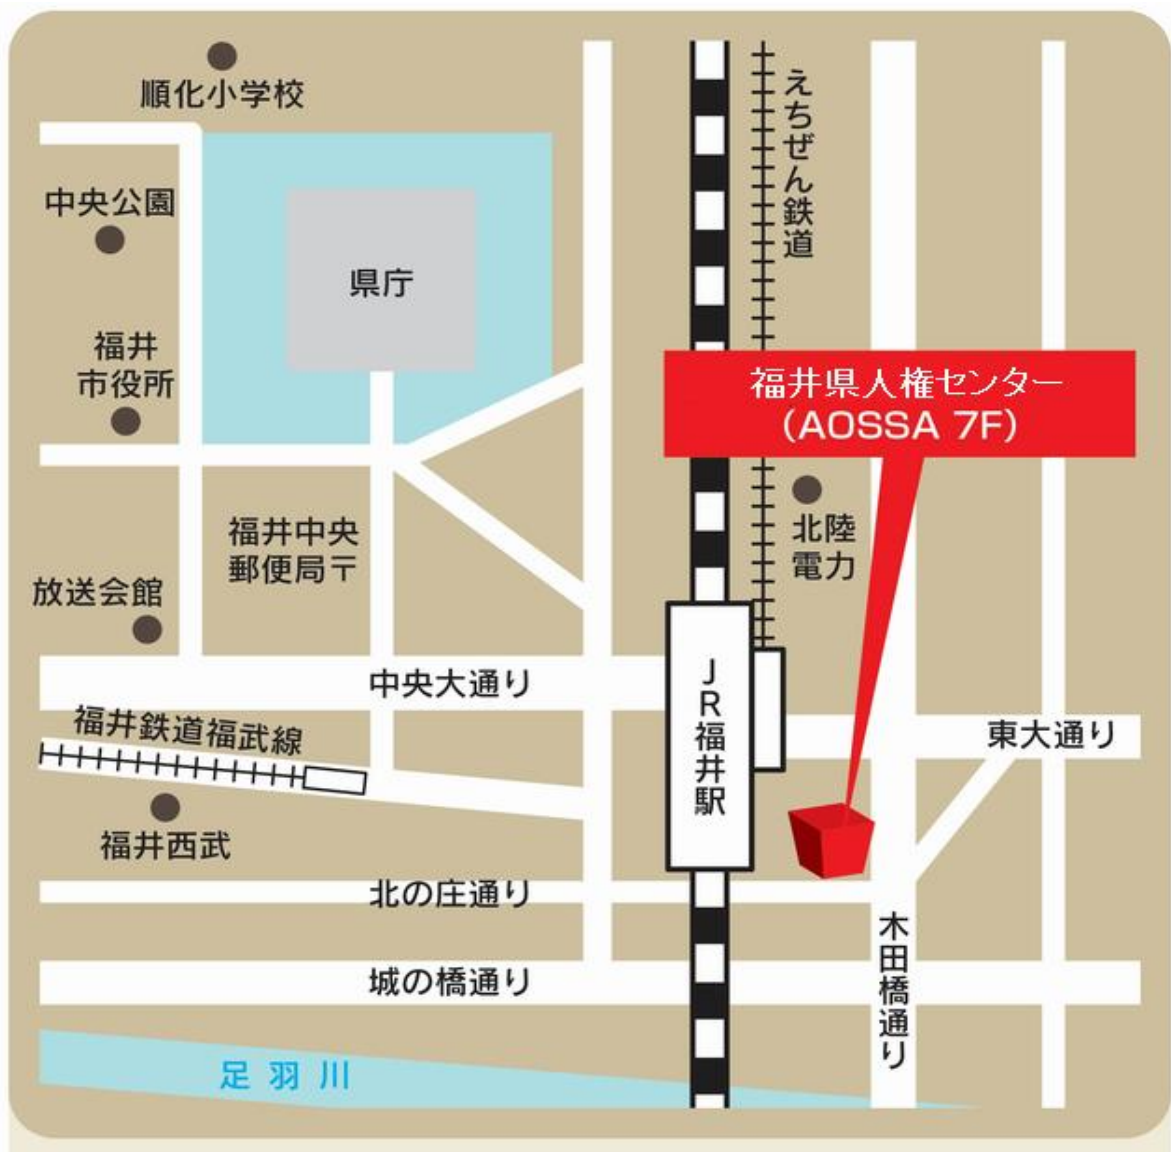 順化小学校
中央公園
県庁
福井
市役所
えちぜん鉄道
福井県人権センター
(AOSSA 7F)
福井中央
郵便局〒
北陸
電力
放送会館
中央大通り
JR福井駅
東大通り
福井鉄道福武線
福井西武
北の庄通り
木田橋通り
城の橋通り
足羽川